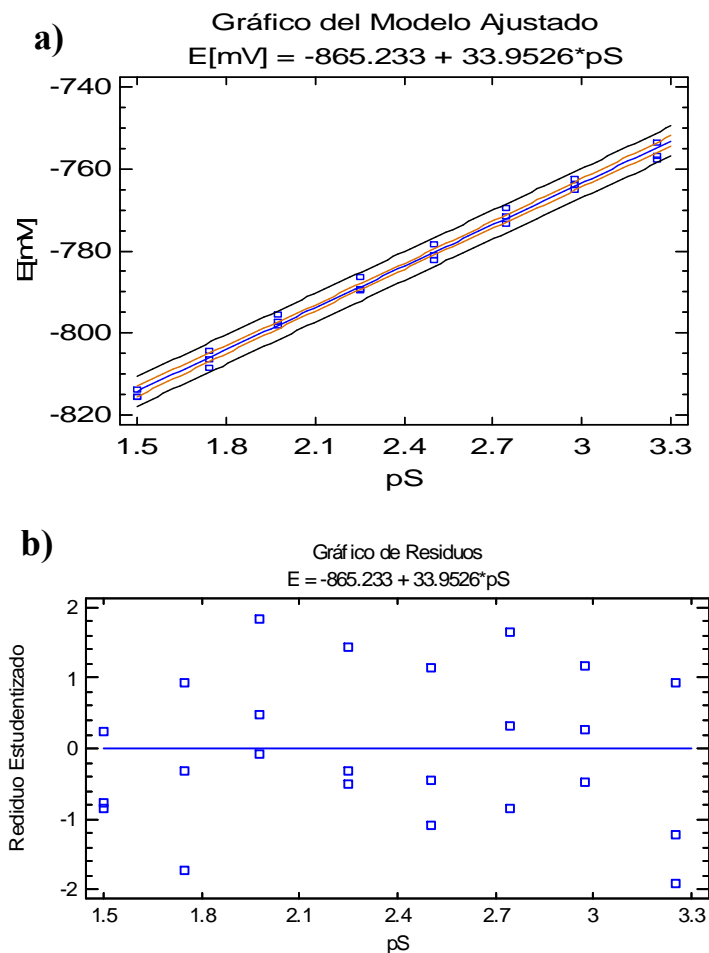 a)
Gráfico del Modelo Ajustado
E[mV] = -865.233 + 33.9526*pS
-740
-760
-780
-800
-820
E[mV]
1.5 1.8 2.1 2.4 2.7 3 3.3
pS
b)
Gráfico de Residuos
E = -865.233 + 33.9526*pS
2
1
0
-1
-2
Rediduo Estudentizado
1.5 1.8 2.1 2.4 2.7 3 3.3
pS